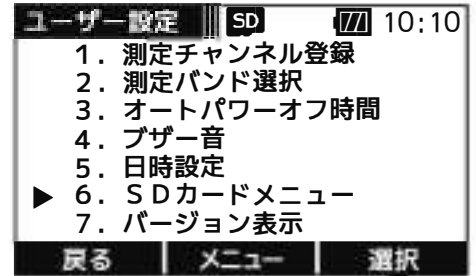 ユーザー設定 SD 10:10
1. 測定チャンネル登録
2. 測定バンド選択
3. オートパワーオフ時間
4. ブザー音
5. 日時設定
▶ 6. SDカードメニュー
7. バージョン表示
戻る メニュー 選択